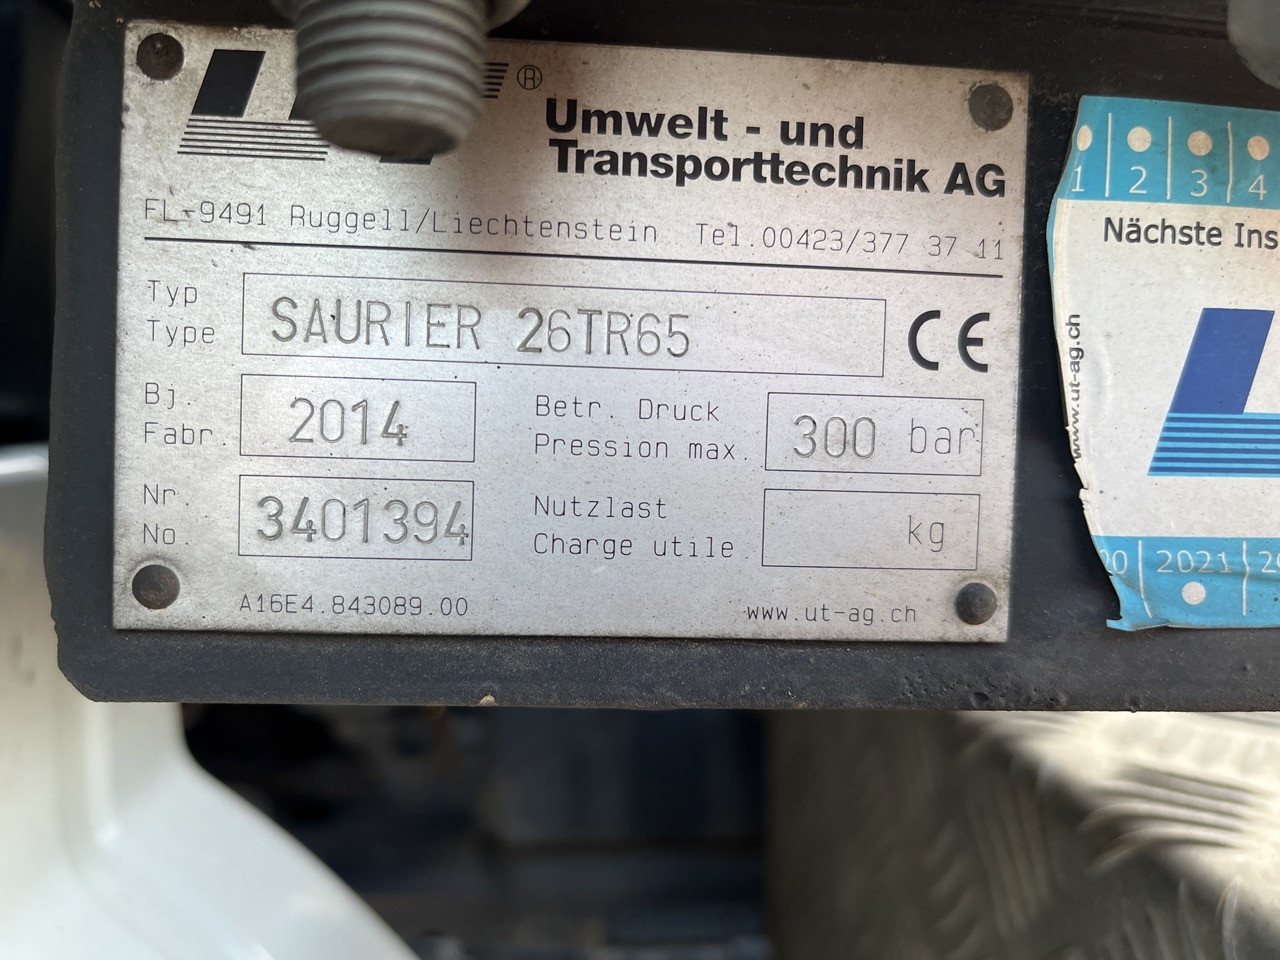 ®
Umwelt - und
Transporttechnik AG
FL-9491 Ruggell/Liechtenstein Tel.00423/377 37 11
Typ
Type
SAURIER 26TR65
CE
Bj.
Fabr.
2014
Betr. Druck
Pression max.
300 bar
Nr.
No.
3401394
Nutzlast
Charge utile
kg
A16E4.843089.00
www.ut-ag.ch
1 2 3 4
Nächste
www.ut-ag.ch
2021